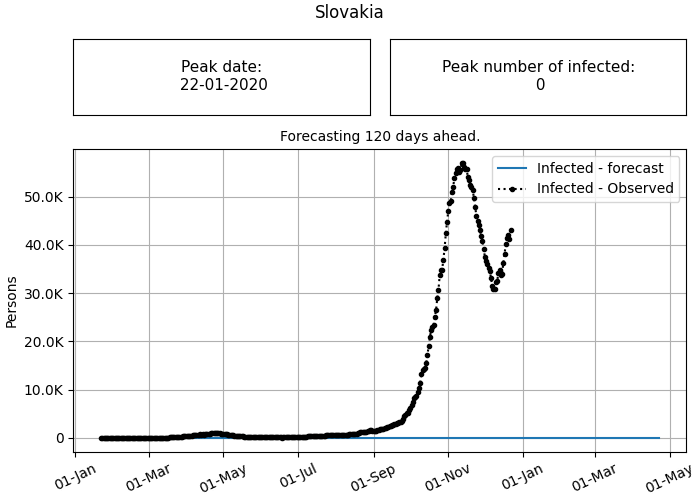 Slovakia
Peak date:
22-01-2020
Peak number of infected:
0
Forecasting 120 days ahead.
Infected - forecast
Infected - Observed
Persons
50.0K
40.0K
30.0K
20.0K
10.0K
0
01-Jan
01-Mar
01-May
01-Jul
01-Sep
01-Nov
01-Jan
01-Mar
01-May